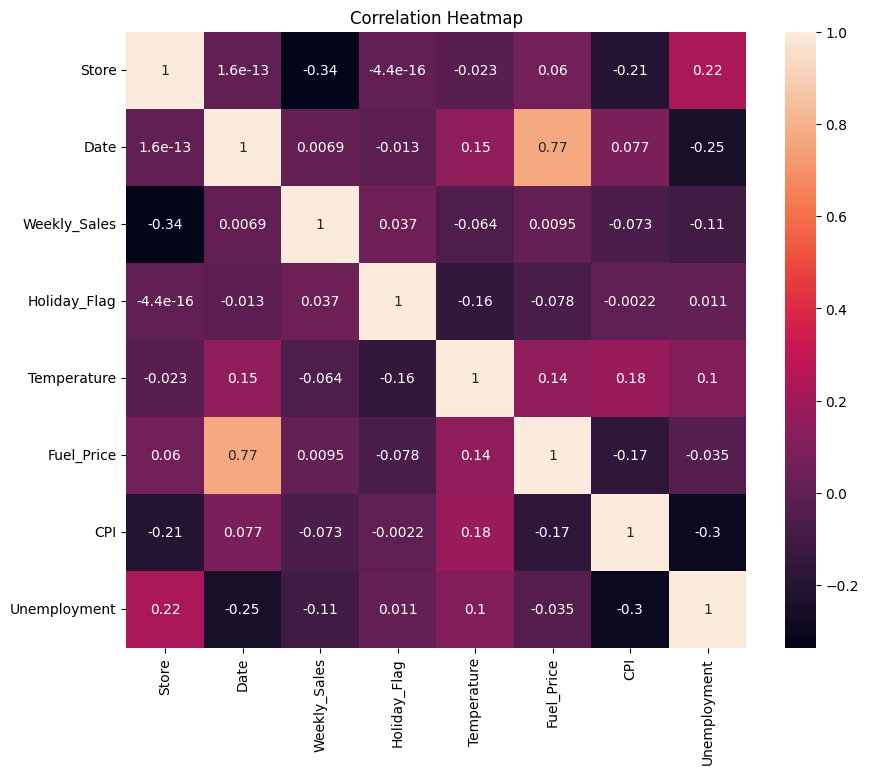 Correlation Heatmap
Store 1 1.6e-13 -0.34 -4.4e-16 -0.023 0.06 -0.21 0.22
Date 1.6e-13 1 0.0069 -0.013 0.15 0.77 0.077 -0.25
Weekly_Sales -0.34 0.0069 1 0.037 -0.064 0.0095 -0.073 -0.11
Holiday_Flag -4.4e-16 -0.013 0.037 1 -0.16 -0.078 -0.0022 0.011
Temperature -0.023 0.15 -0.064 -0.16 1 0.14 0.18 0.1
Fuel_Price 0.06 0.77 0.0095 -0.078 0.14 1 -0.17 -0.035
CPI -0.21 0.077 -0.073 -0.0022 0.18 -0.17 1 -0.3
Unemployment 0.22 -0.25 -0.11 0.011 0.1 -0.035 -0.3 1
Store Date Weekly_Sales Holiday_Flag Temperature Fuel_Price CPI Unemployment
1.0
0.8
0.6
0.4
0.2
0.0
−0.2